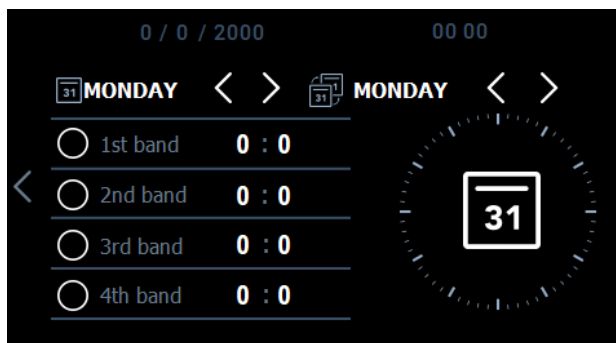 0 / 0 / 2000 00 00
31 MONDAY 31 1 MONDAY
1st band 0 : 0
2nd band 0 : 0
3rd band 0 : 0
4th band 0 : 0
31